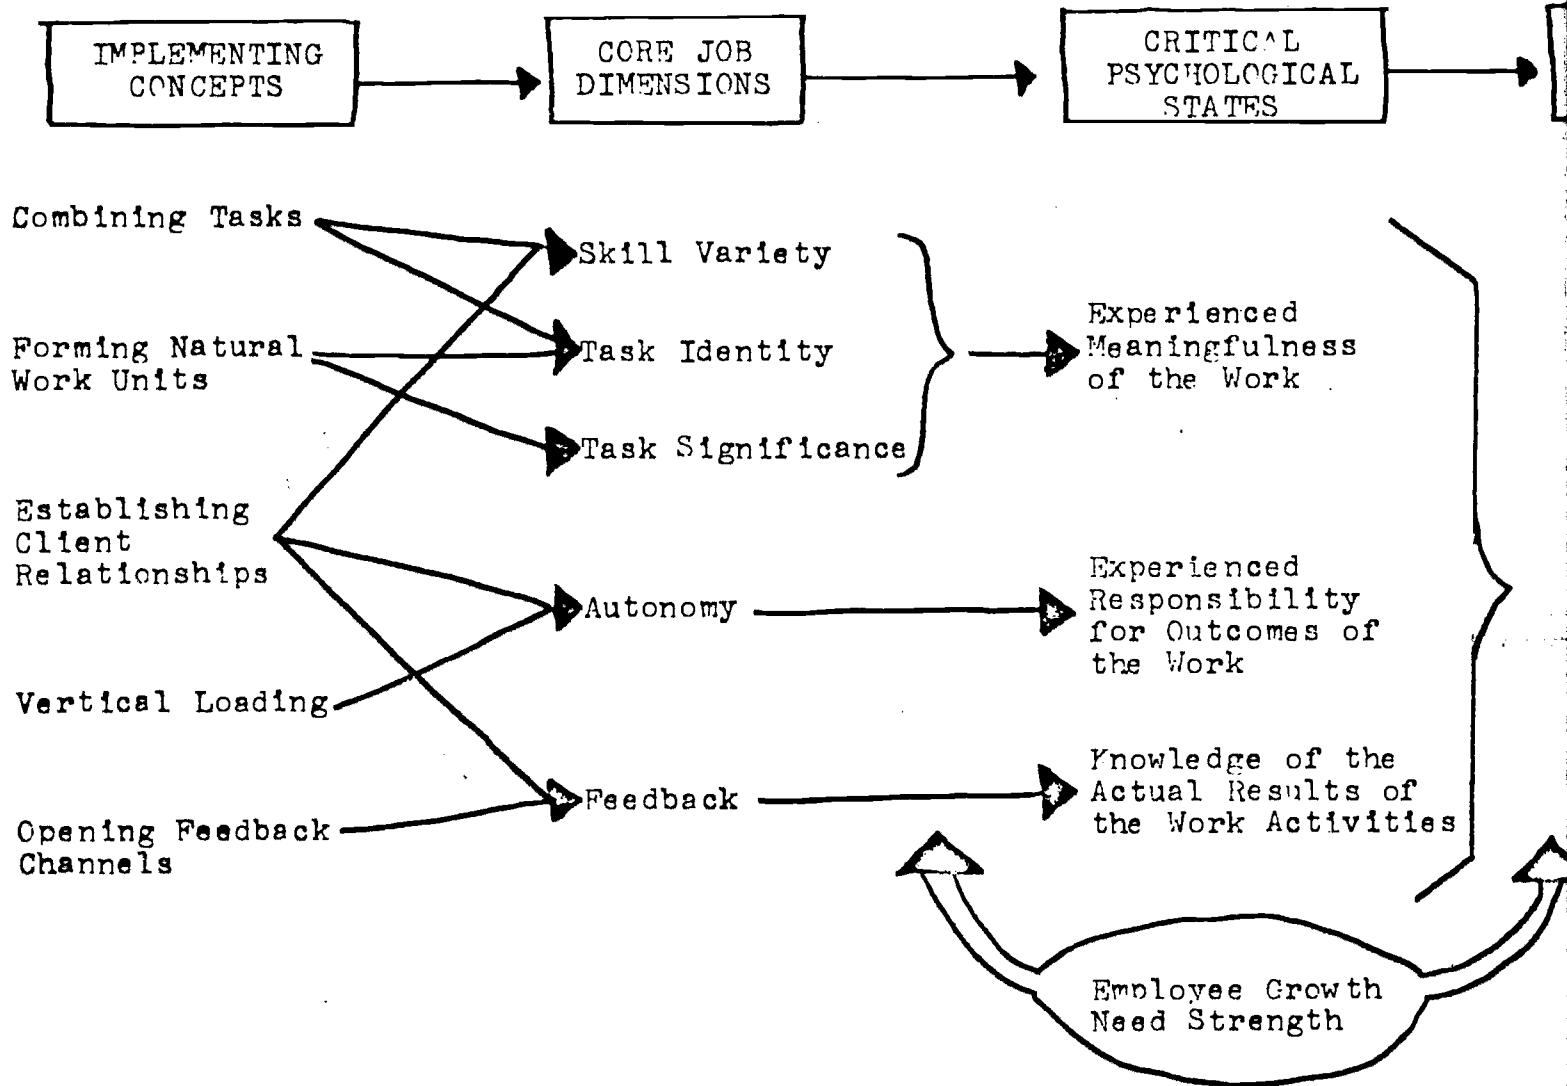 IMPLEMENTING
CONCEPTS
CORE JOB
DIMENSIONS
CRITICAL
PSYCHOLOGICAL
STATES
Combining Tasks
Forming Natural
Work Units
Establishing
Client
Relationships
Vertical Loading
Opening Feedback
Channels
Skill Variety
Task Identity
Task Significance
Autonomy
Feedback
Experienced
Meaningfulness
of the Work
Experienced
Responsibility
for Outcomes of
the Work
Knowledge of the
Actual Results of
the Work Activities
Employee Growth
Need Strength